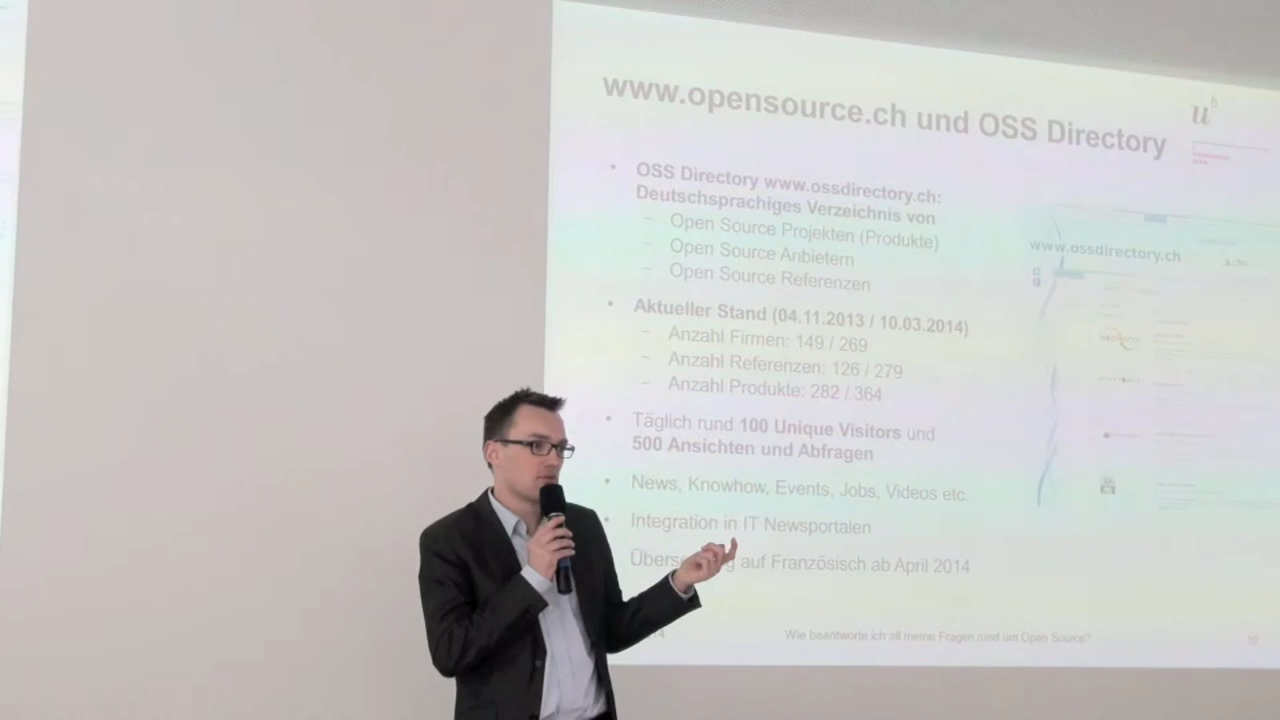 www.opensource.ch und OSS Directory
u b
• OSS Directory www.ossdirectory.ch:
Deutschsprachiges Verzeichnis von
– Open Source Projekten (Produkte)
– Open Source Anbietern
– Open Source Referenzen
www.ossdirectory.ch
• Aktueller Stand (04.11.2013 / 10.03.2014)
– Anzahl Firmen: 149 / 269
– Anzahl Referenzen: 126 / 279
– Anzahl Produkte: 282 / 364
• Täglich rund 100 Unique Visitors und
500 Ansichten und Abfragen
• News, Knowhow, Events, Jobs, Videos etc.
• Integration in IT Newsportalen
auf Französisch ab April 2014
Wie beantworte ich all meine Fragen rund um Open Source?
10